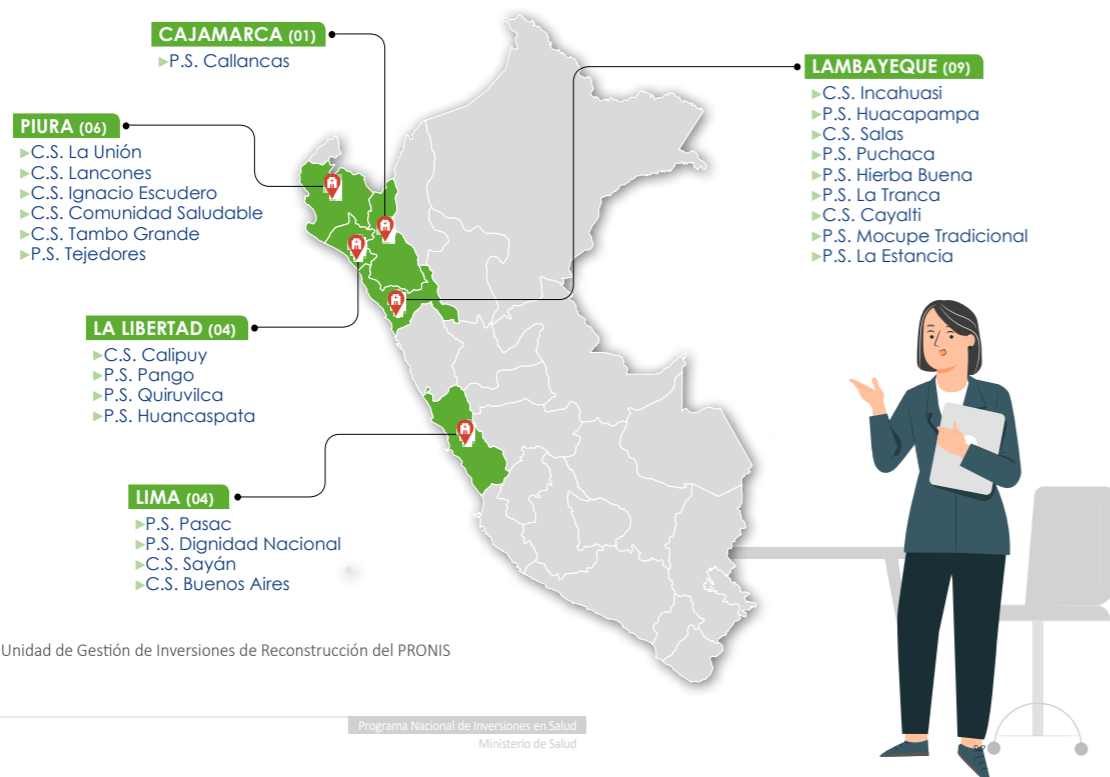 CAJAMARCA (01)
►P.S. Callancas
PIURA (06)
►C.S. La Unión
►C.S. Lancones
►C.S. Ignacio Escudero
►C.S. Comunidad Saludable
►C.S. Tambo Grande
►P.S. Tejedores
LA LIBERTAD (04)
►C.S. Calipuy
►P.S. Pango
►P.S. Quiruvilca
►P.S. Huancaspata
LIMA (04)
►P.S. Pasac
►P.S. Dignidad Nacional
►C.S. Sayán
►C.S. Buenos Aires
LAMBAYEQUE (09)
►C.S. Incahuasi
►P.S. Huacapampa
►C.S. Salas
►P.S. Puchaca
►P.S. Hierba Buena
►P.S. La Tranca
►C.S. Cayalti
►P.S. Mocupe Tradicional
►P.S. La Estancia
Unidad de Gestión de Inversiones de Reconstrucción del PRONIS
Programa Nacional de Inversiones en Salud
Ministerio de Salud